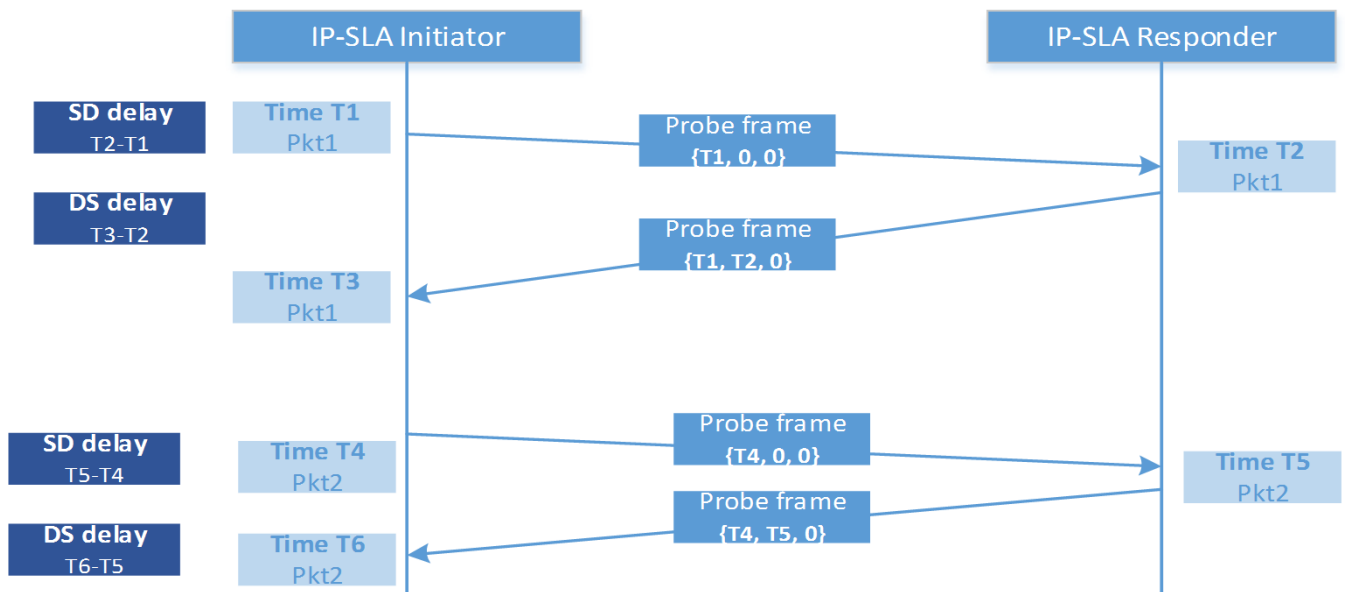 IP-SLA Initiator
IP-SLA Responder
SD delay
T2-T1
Time T1
Pkt1
Probe frame
{T1, 0, 0}
Time T2
Pkt1
DS delay
T3-T2
Probe frame
{T1, T2, 0}
Time T3
Pkt1
SD delay
T5-T4
Time T4
Pkt2
Probe frame
{T4, 0, 0}
Time T5
Pkt2
DS delay
T6-T5
Time T6
Pkt2
Probe frame
{T4, T5, 0}